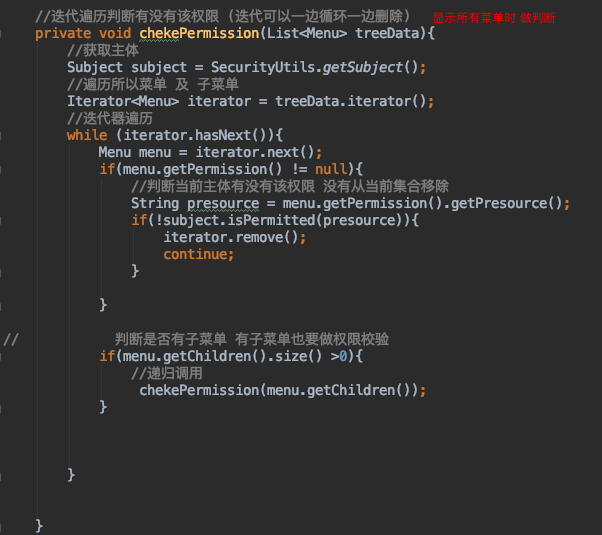 //迭代遍历判断有没有该权限 (迭代可以一边循环一边删除) 显示所有菜单时 做判断
private void chekePermission(List<Menu> treeData){
//获取主体
Subject subject = SecurityUtils.getSubject();
//遍历所以菜单 及 子菜单
Iterator<Menu> iterator = treeData.iterator();
//迭代器遍历
while (iterator.hasNext()){
Menu menu = iterator.next();
if(menu.getPermission() != null){
//判断当前主体有没有该权限 没有从当前集合移除
String presource = menu.getPermission().getPresource();
if(!subject.isPermitted(presource)){
iterator.remove();
continue;
}
}
// 判断是否有子菜单 有子菜单也要做权限校验
if(menu.getChildren().size() >0){
//递归调用
chekePermission(menu.getChildren());
}
}
}